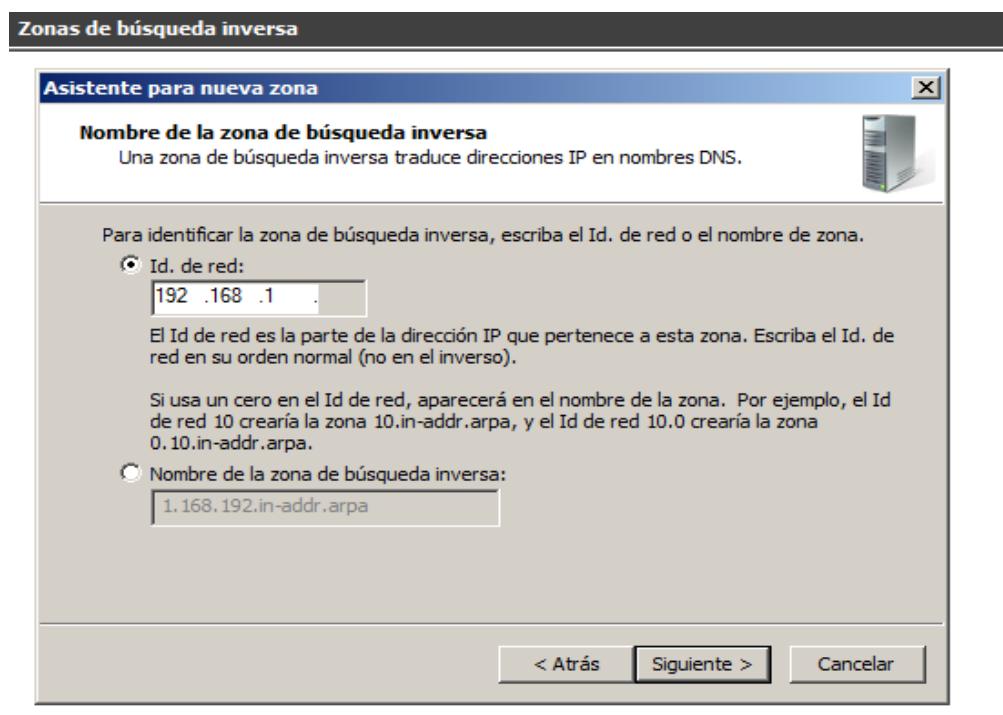 Zonas de búsqueda inversa
Asistente para nueva zona
Nombre de la zona de búsqueda inversa
Una zona de búsqueda inversa traduce direcciones IP en nombres DNS.
Para identificar la zona de búsqueda inversa, escriba el Id. de red o el nombre de zona.
Id. de red:
192 .168 .1 .
El Id de red es la parte de la dirección IP que pertenece a esta zona. Escriba el Id. de
red en su orden normal (no en el inverso).
Si usa un cero en el Id de red, aparecerá en el nombre de la zona. Por ejemplo, el Id
de red 10 crearía la zona 10.in-addr.arpa, y el Id de red 10.0 crearía la zona
0.10.in-addr.arpa.
Nombre de la zona de búsqueda inversa:
1.168.192.in-addr.arpa
< Atrás
Siguiente >
Cancelar